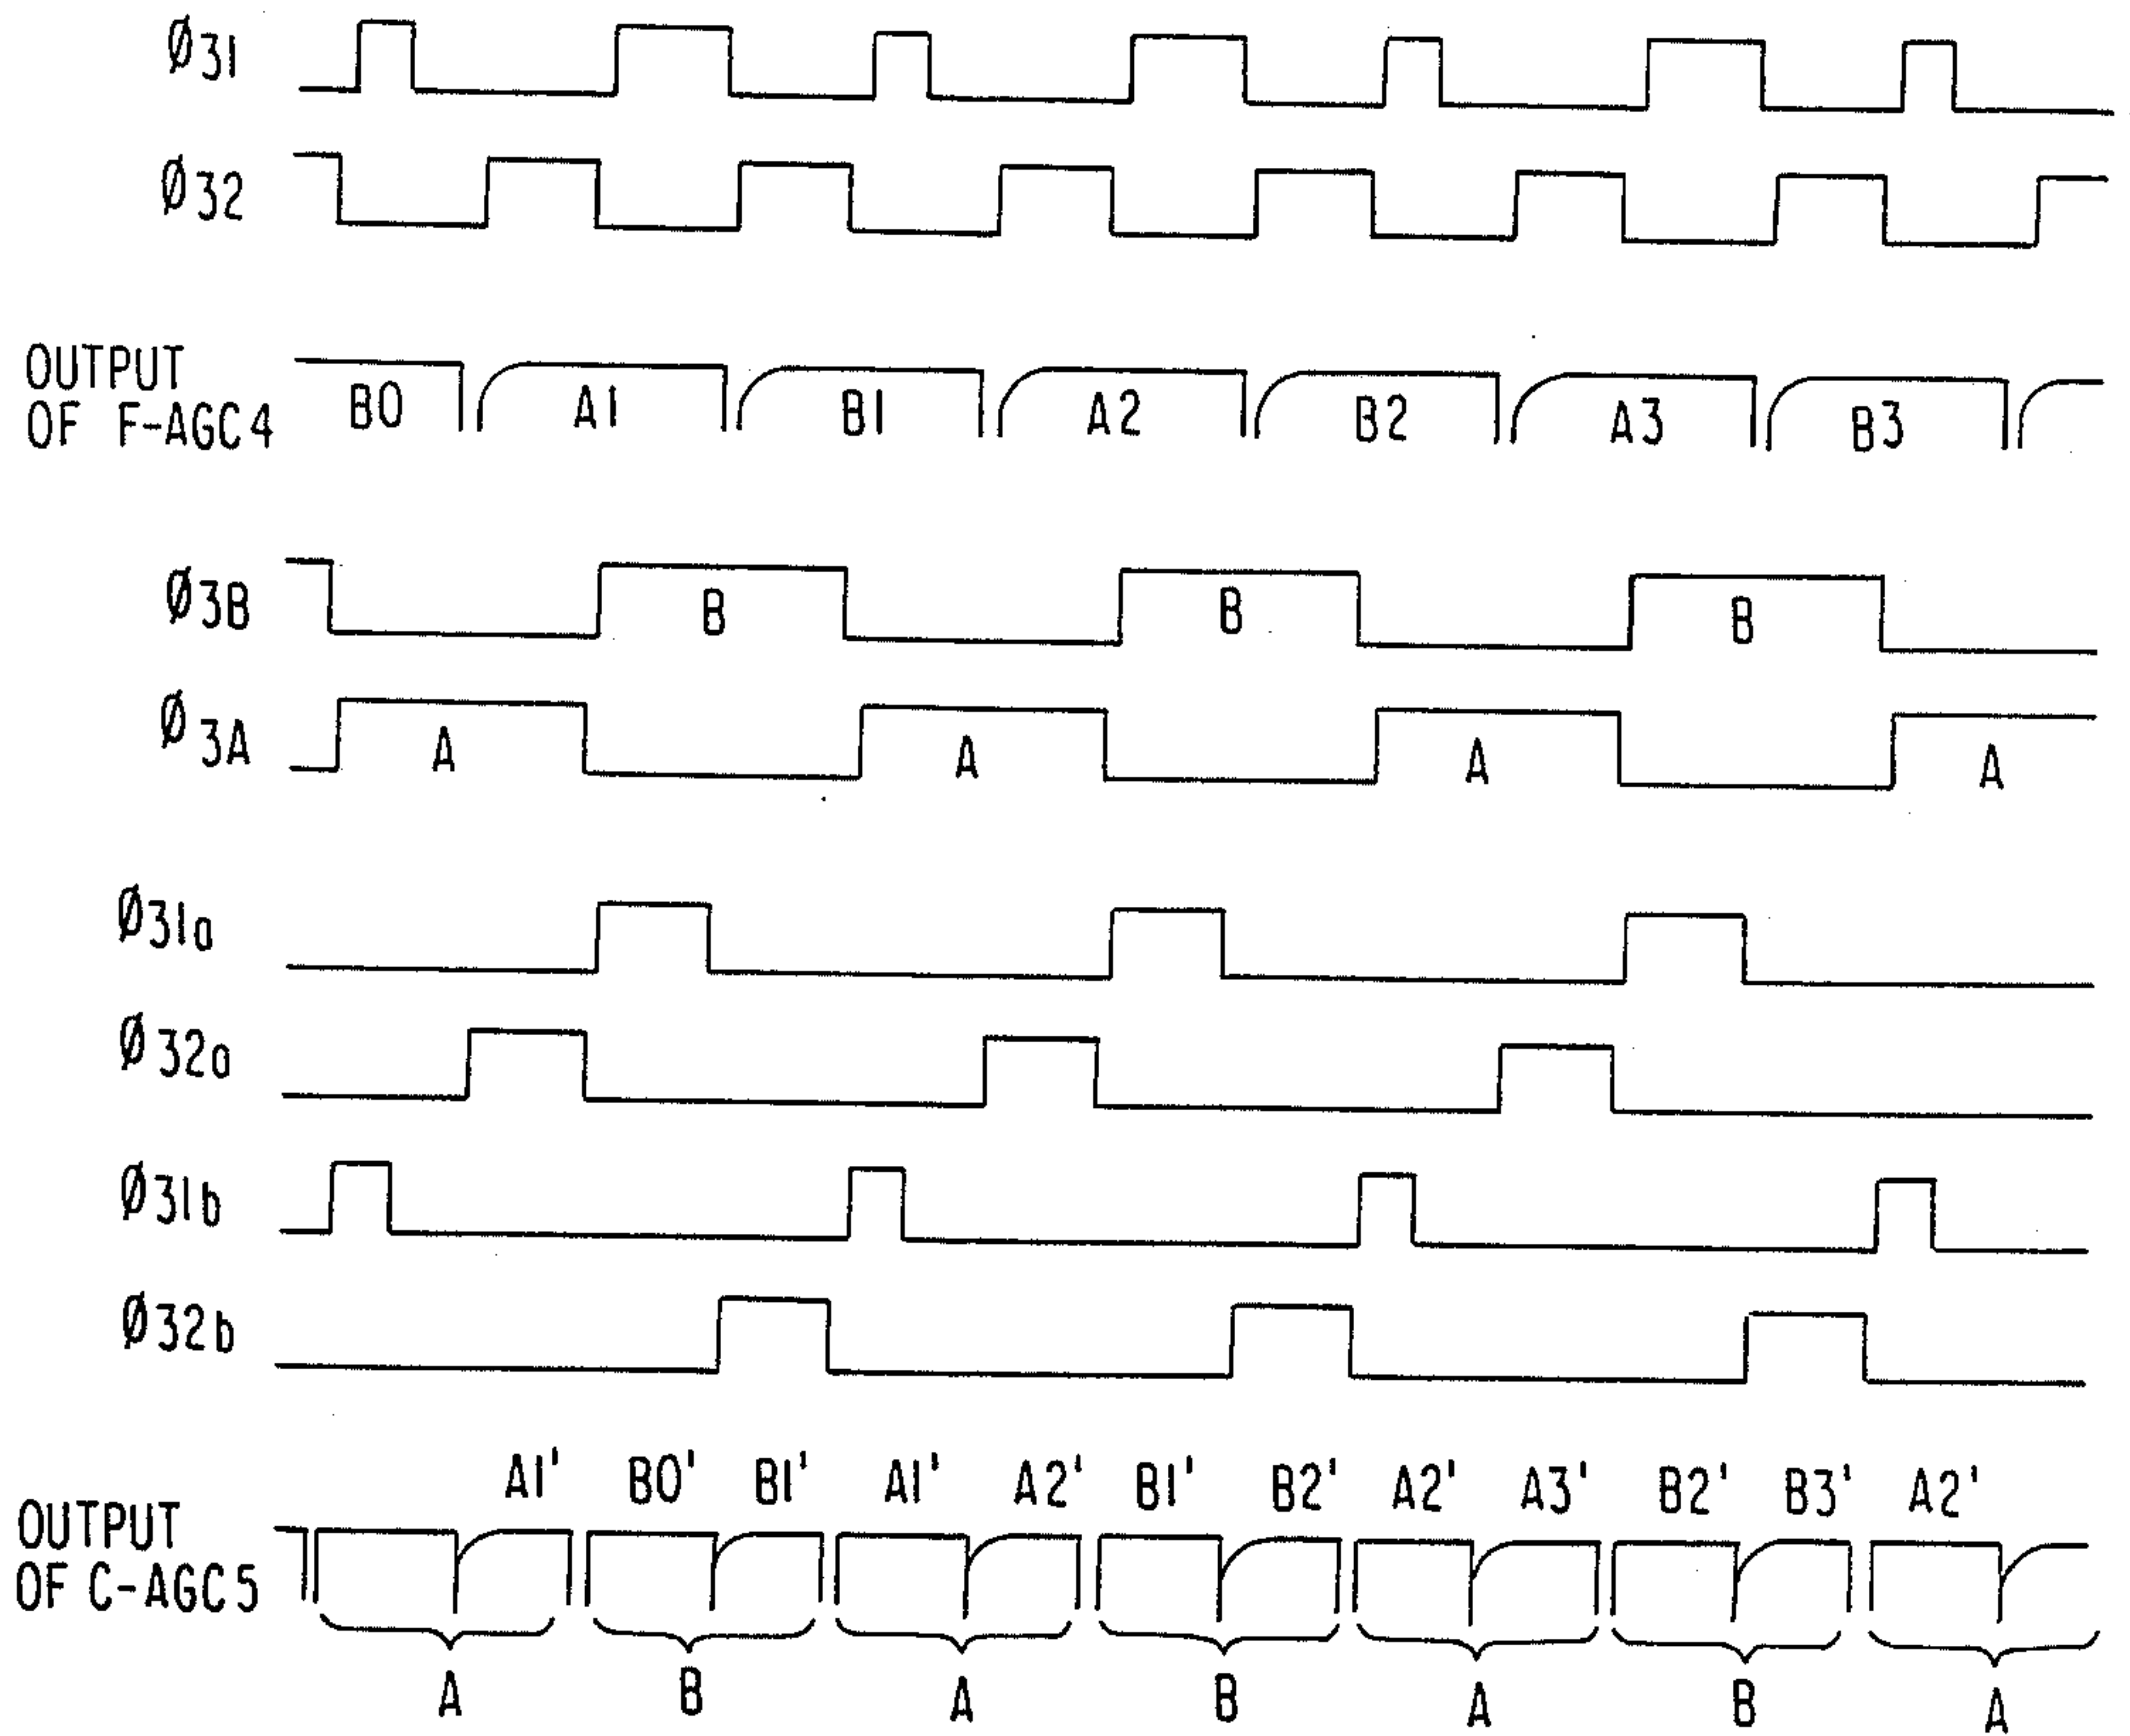 Ø31
Ø32
OUTPUT
OF F-AGC4
B0 A1 B1 A2 B2 A3 B3
Ø3B
B B B
Ø3A
A A A A
Ø31a
Ø32a
Ø31b
Ø32b
A1' B0' B1' A1' A2' B1' B2' A2' A3' B2' B3' A2'
OUTPUT
OF C-AGC5
A B A B A B A